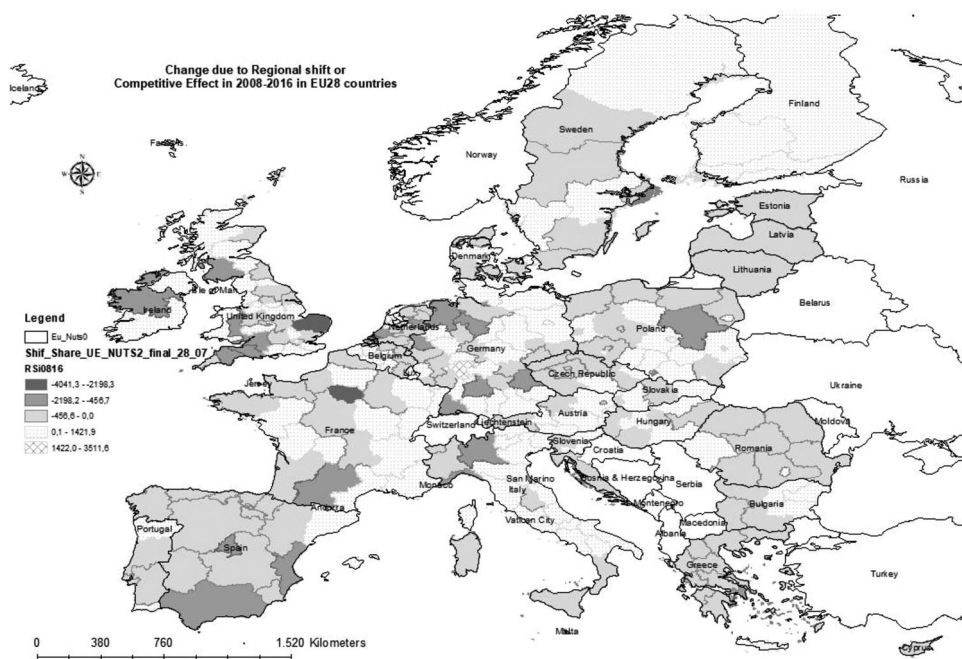 Change due to Regional shift or
Competitive Effect in 2008-2016 in EU28 countries
Iceland
Finland
Sweden
Norway
Russia
N
W E
S
Estonia
Latvia
Denmark
Lithuania
Isle of Man
Ireland
United Kingdom
Netherlands
Belarus
Poland
Germany
Belgium
Lux
Czech Republic
Ukraine
Jersey
Slovakia
France
Switzerland
Liechtenstein
Austria
Hungary
Moldova
Slovenia
Croatia
Romania
Bosnia & Herzegovina
Serbia
Monaco
San Marino
Italy
Montenegro
Bulgaria
Andorra
Vatican City
Macedonia
Albania
Portugal
Spain
Greece
Turkey
Malta
Cyprus
Legend
Eu_Nuts0
Shif_Share_UE_NUTS2_final_28_07
RSi0816
-4041,3 - -2198,3
-2198,2 - -456,7
-456,6 - 0,0
0,1 - 1421,9
1422,0 - 3511,6
0 380 760 1.520 Kilometers